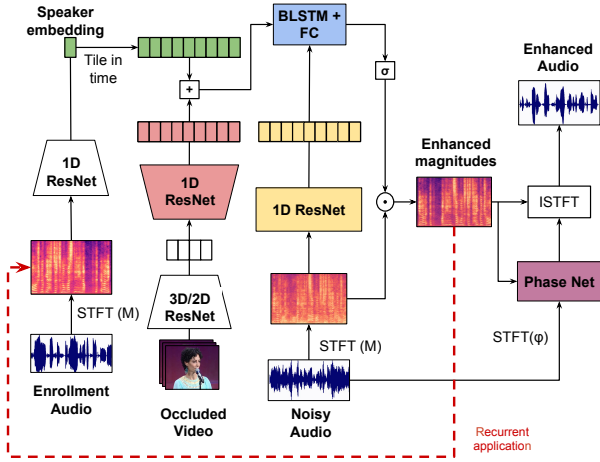 Speaker
embedding
Tile in
time
BLSTM +
FC
+
σ
Enhanced
Audio
1D
ResNet
1D
ResNet
1D ResNet
Enhanced
magnitudes
ISTFT
3D/2D
ResNet
Phase Net
STFT (M)
STFT (M)
STFT(φ)
Enrollment
Audio
Occluded
Video
Noisy
Audio
Recurrent
application